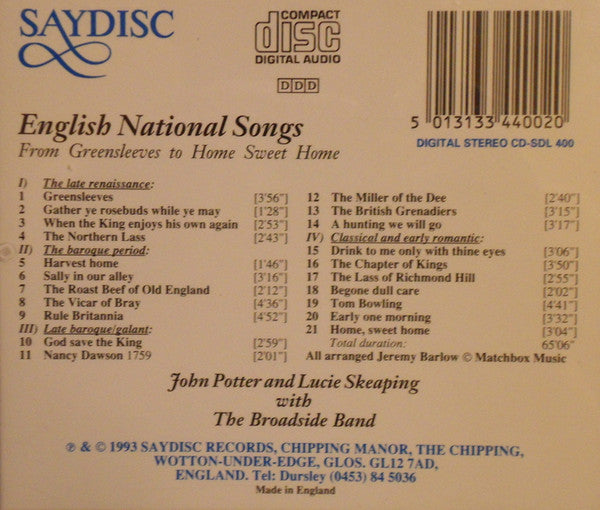 SAYDISC
COMPACT
disc
DIGITAL AUDIO
DDD
5 013133 440020
DIGITAL STEREO CD-SDL 400
English National Songs
From Greensleeves to Home Sweet Home
I) The late renaissance:
1 Greensleeves [3'56"]
2 Gather ye rosebuds while ye may [1'28"]
3 When the King enjoys his own again [2'53"]
4 The Northern Lass [2'43"]
II) The baroque period:
5 Harvest home [1'46"]
6 Sally in our alley [3'16"]
7 The Roast Beef of Old England [2'12"]
8 The Vicar of Bray [4'36"]
9 Rule Britannia [4'52"]
III) Late baroque/galant:
10 God save the King [2'59"]
11 Nancy Dawson 1759 [2'01"]
12 The Miller of the Dee [2'40"]
13 The British Grenadiers [3'15"]
14 A hunting we will go [3'17"]
IV) Classical and early romantic:
15 Drink to me only with thine eyes [3'06"]
16 The Chapter of Kings [3'50"]
17 The Lass of Richmond Hill [2'55"]
18 Begone dull care [2'02"]
19 Tom Bowling [4'41"]
20 Early one morning [3'32"]
21 Home, sweet home [3'04"]
Total duration: 65'06"
All arranged Jeremy Barlow © Matchbox Music
John Potter and Lucie Skeaping
with
The Broadside Band
℗ & © 1993 SAYDISC RECORDS, CHIPPING MANOR, THE CHIPPING,
WOTTON-UNDER-EDGE, GLOS. GL12 7AD,
ENGLAND. Tel: Dursley (0453) 84 5036
Made in England